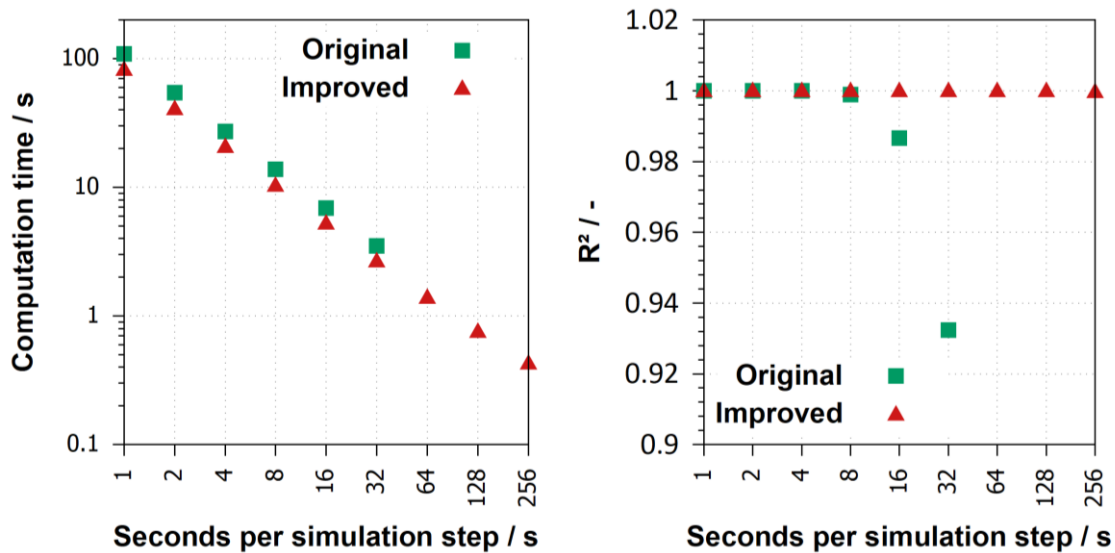 Computation time / s
100
10
1
0.1
Original
Improved
1 2 4 8 16 32 64 128 256
Seconds per simulation step / s
R² / -
1.02
1
0.98
0.96
0.94
0.92
0.9
Original
Improved
1 2 4 8 16 32 64 128 256
Seconds per simulation step / s